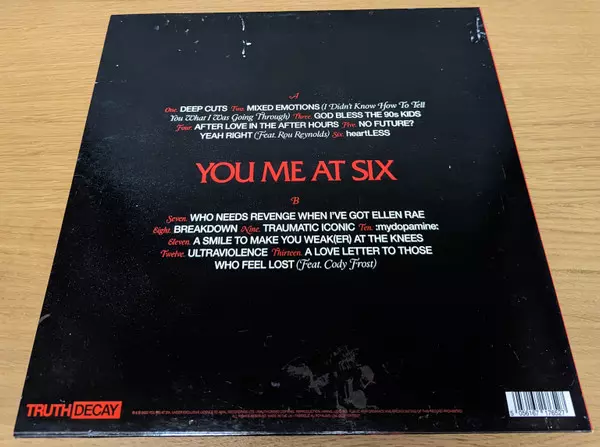 A
One. DEEP CUTS Two. MIXED EMOTIONS (I Didn't Know How To Tell
You What I Was Going Through) Three. GOD BLESS THE 90s KIDS
Four. AFTER LOVE IN THE AFTER HOURS Five. NO FUTURE?
YEAH RIGHT (Feat. Rou Reynolds) Six. heartLESS
YOU ME AT SIX
B
Seven. WHO NEEDS REVENGE WHEN I'VE GOT ELLEN RAE
Eight. BREAKDOWN Nine. TRAUMATIC ICONIC Ten. :mydopamine:
Eleven. A SMILE TO MAKE YOU WEAK(ER) AT THE KNEES
Twelve. ULTRAVIOLENCE Thirteen. A LOVE LETTER TO THOSE
WHO FEEL LOST (Feat. Cody Frost)
TRUTH DECAY